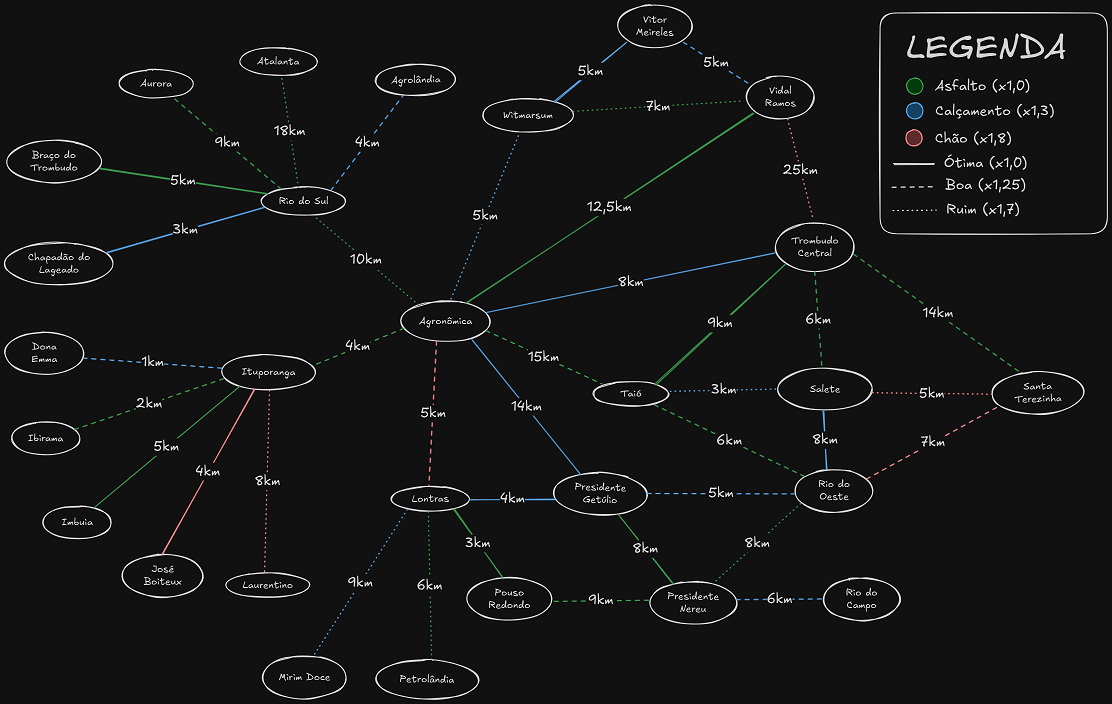 Vitor
Meireles
LEGENDA
Asfalto (x1,0)
Calçamento (x1,3)
Chão (x1,8)
Ótima (x1,0)
Boa (x1,25)
Ruim (x1,7)
Atalanta
Aurora
Agrolândia
5km
5km
Vidal
Ramos
Witmarsum
7km
18km
9km
4km
Braço do
Trombudo
5km
Rio do Sul
25km
12,5km
5km
3km
Chapadão do
Lageado
10km
Trombudo
Central
8km
Agronômica
9km
6km
14km
4km
15km
Dona
Emma
1km
Ituporanga
Taió
3km
Salete
5km
Santa
Terezinha
2km
Ibirama
5km
14km
5km
6km
8km
7km
4km
8km
Lontras
4km
Presidente
Getúlio
5km
Rio do
Oeste
Imbuia
3km
8km
8km
José
Boiteux
Laurentino
9km
6km
Pouso
Redondo
9km
Presidente
Nereu
6km
Rio do
Campo
Mirim Doce
Petrolândia